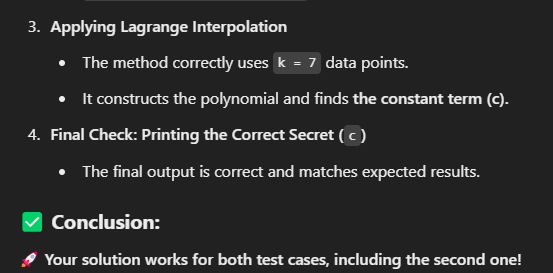 3. Applying Lagrange Interpolation
• The method correctly uses k = 7 data points.
• It constructs the polynomial and finds the constant term (c).
4. Final Check: Printing the Correct Secret (c)
• The final output is correct and matches expected results.
✅ Conclusion:
🚀 Your solution works for both test cases, including the second one!